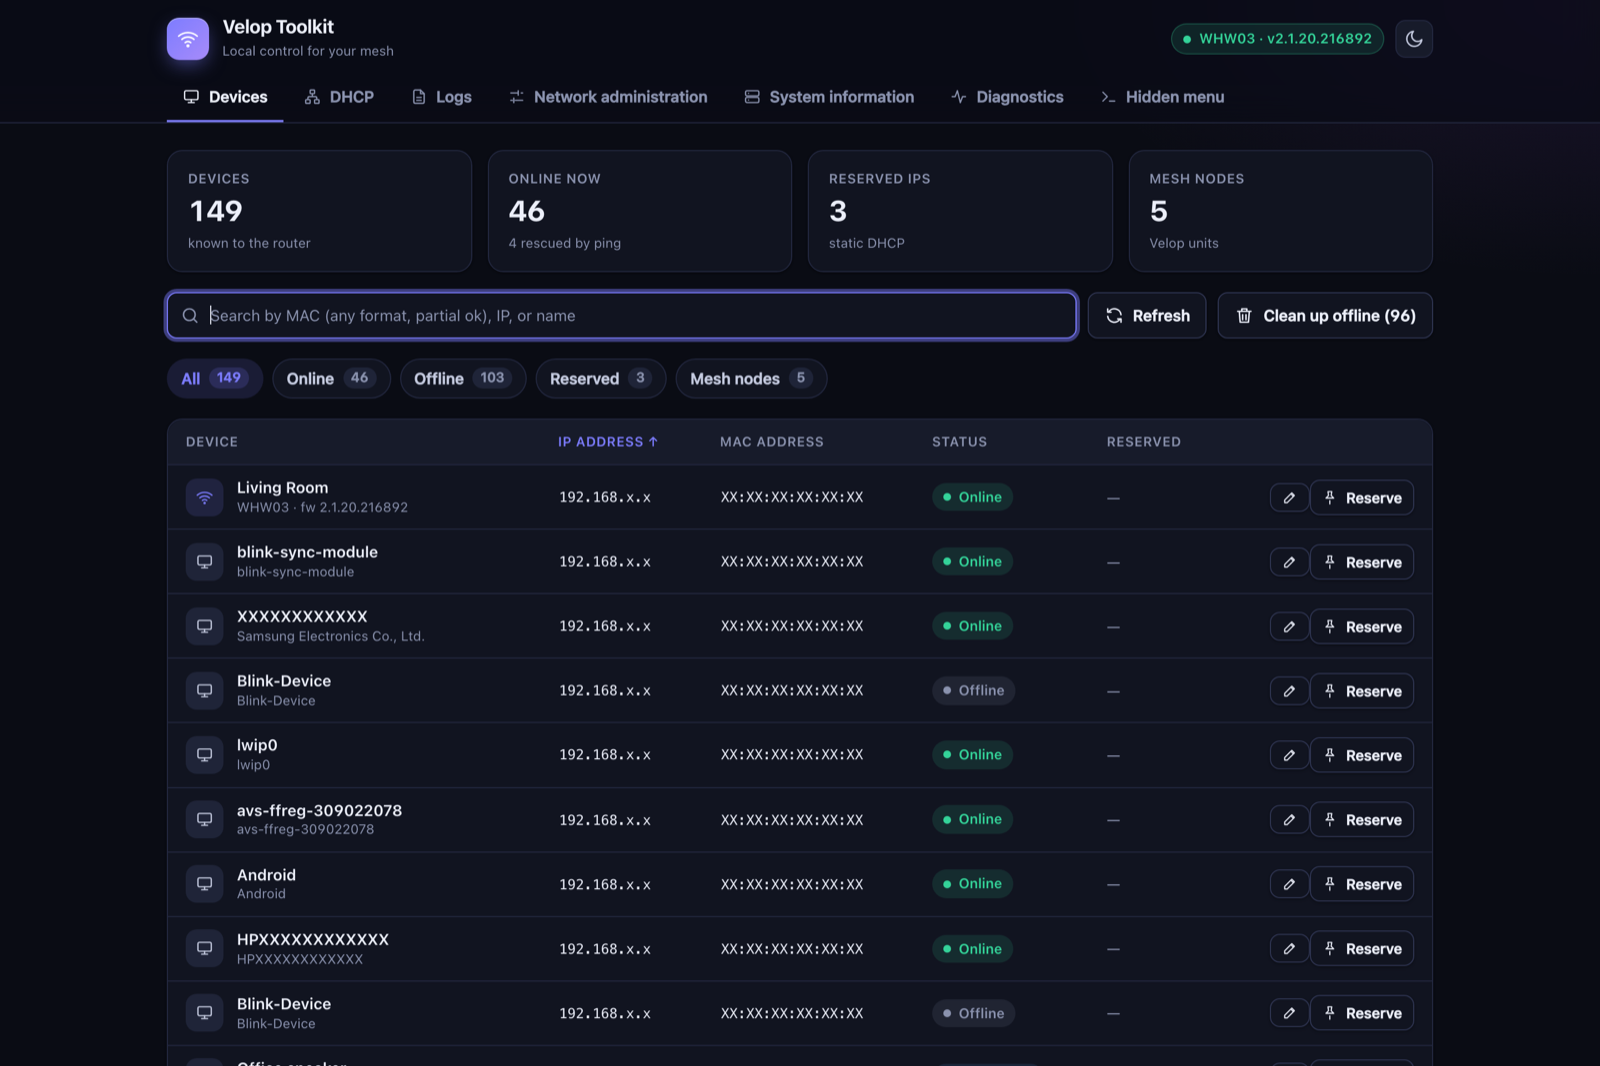 Velop Toolkit
Local control for your mesh
WHW03 · v2.1.20.216892
Devices
DHCP
Logs
Network administration
System information
Diagnostics
Hidden menu
DEVICES
149
known to the router
ONLINE NOW
46
4 rescued by ping
RESERVED IPS
3
static DHCP
MESH NODES
5
Velop units
Search by MAC (any format, partial ok), IP, or name
Refresh
Clean up offline (96)
All 149
Online 46
Offline 103
Reserved 3
Mesh nodes 5
DEVICE IP ADDRESS ↑ MAC ADDRESS STATUS RESERVED
Living Room
WHW03 · fw 2.1.20.216892
192.168.x.x XX:XX:XX:XX:XX:XX Online — Reserve
blink-sync-module
blink-sync-module
192.168.x.x XX:XX:XX:XX:XX:XX Online — Reserve
XXXXXXXXXXXX
Samsung Electronics Co., Ltd.
192.168.x.x XX:XX:XX:XX:XX:XX Online — Reserve
Blink-Device
Blink-Device
192.168.x.x XX:XX:XX:XX:XX:XX Offline — Reserve
lwip0
lwip0
192.168.x.x XX:XX:XX:XX:XX:XX Online — Reserve
avs-ffreg-309022078
avs-ffreg-309022078
192.168.x.x XX:XX:XX:XX:XX:XX Online — Reserve
Android
Android
192.168.x.x XX:XX:XX:XX:XX:XX Online — Reserve
HPXXXXXXXXXXXX
HPXXXXXXXXXXXX
192.168.x.x XX:XX:XX:XX:XX:XX Online — Reserve
Blink-Device
Blink-Device
192.168.x.x XX:XX:XX:XX:XX:XX Offline — Reserve